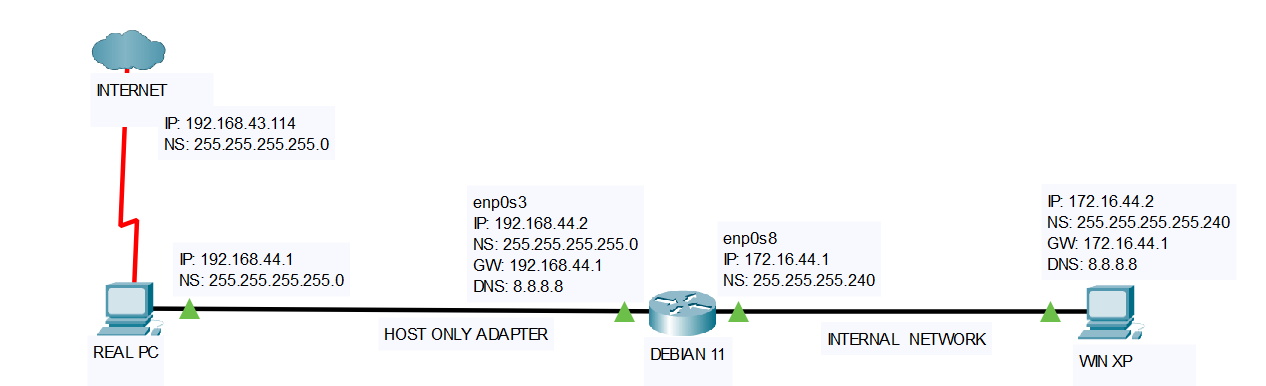 INTERNET
IP: 192.168.43.114
NS: 255.255.255.255.0
IP: 192.168.44.1
NS: 255.255.255.255.0
REAL PC
HOST ONLY ADAPTER
enp0s3
IP: 192.168.44.2
NS: 255.255.255.255.0
GW: 192.168.44.1
DNS: 8.8.8.8
DEBIAN 11
enp0s8
IP: 172.16.44.1
NS: 255.255.255.240
INTERNAL NETWORK
IP: 172.16.44.2
NS: 255.255.255.255.240
GW: 172.16.44.1
DNS: 8.8.8.8
WIN XP